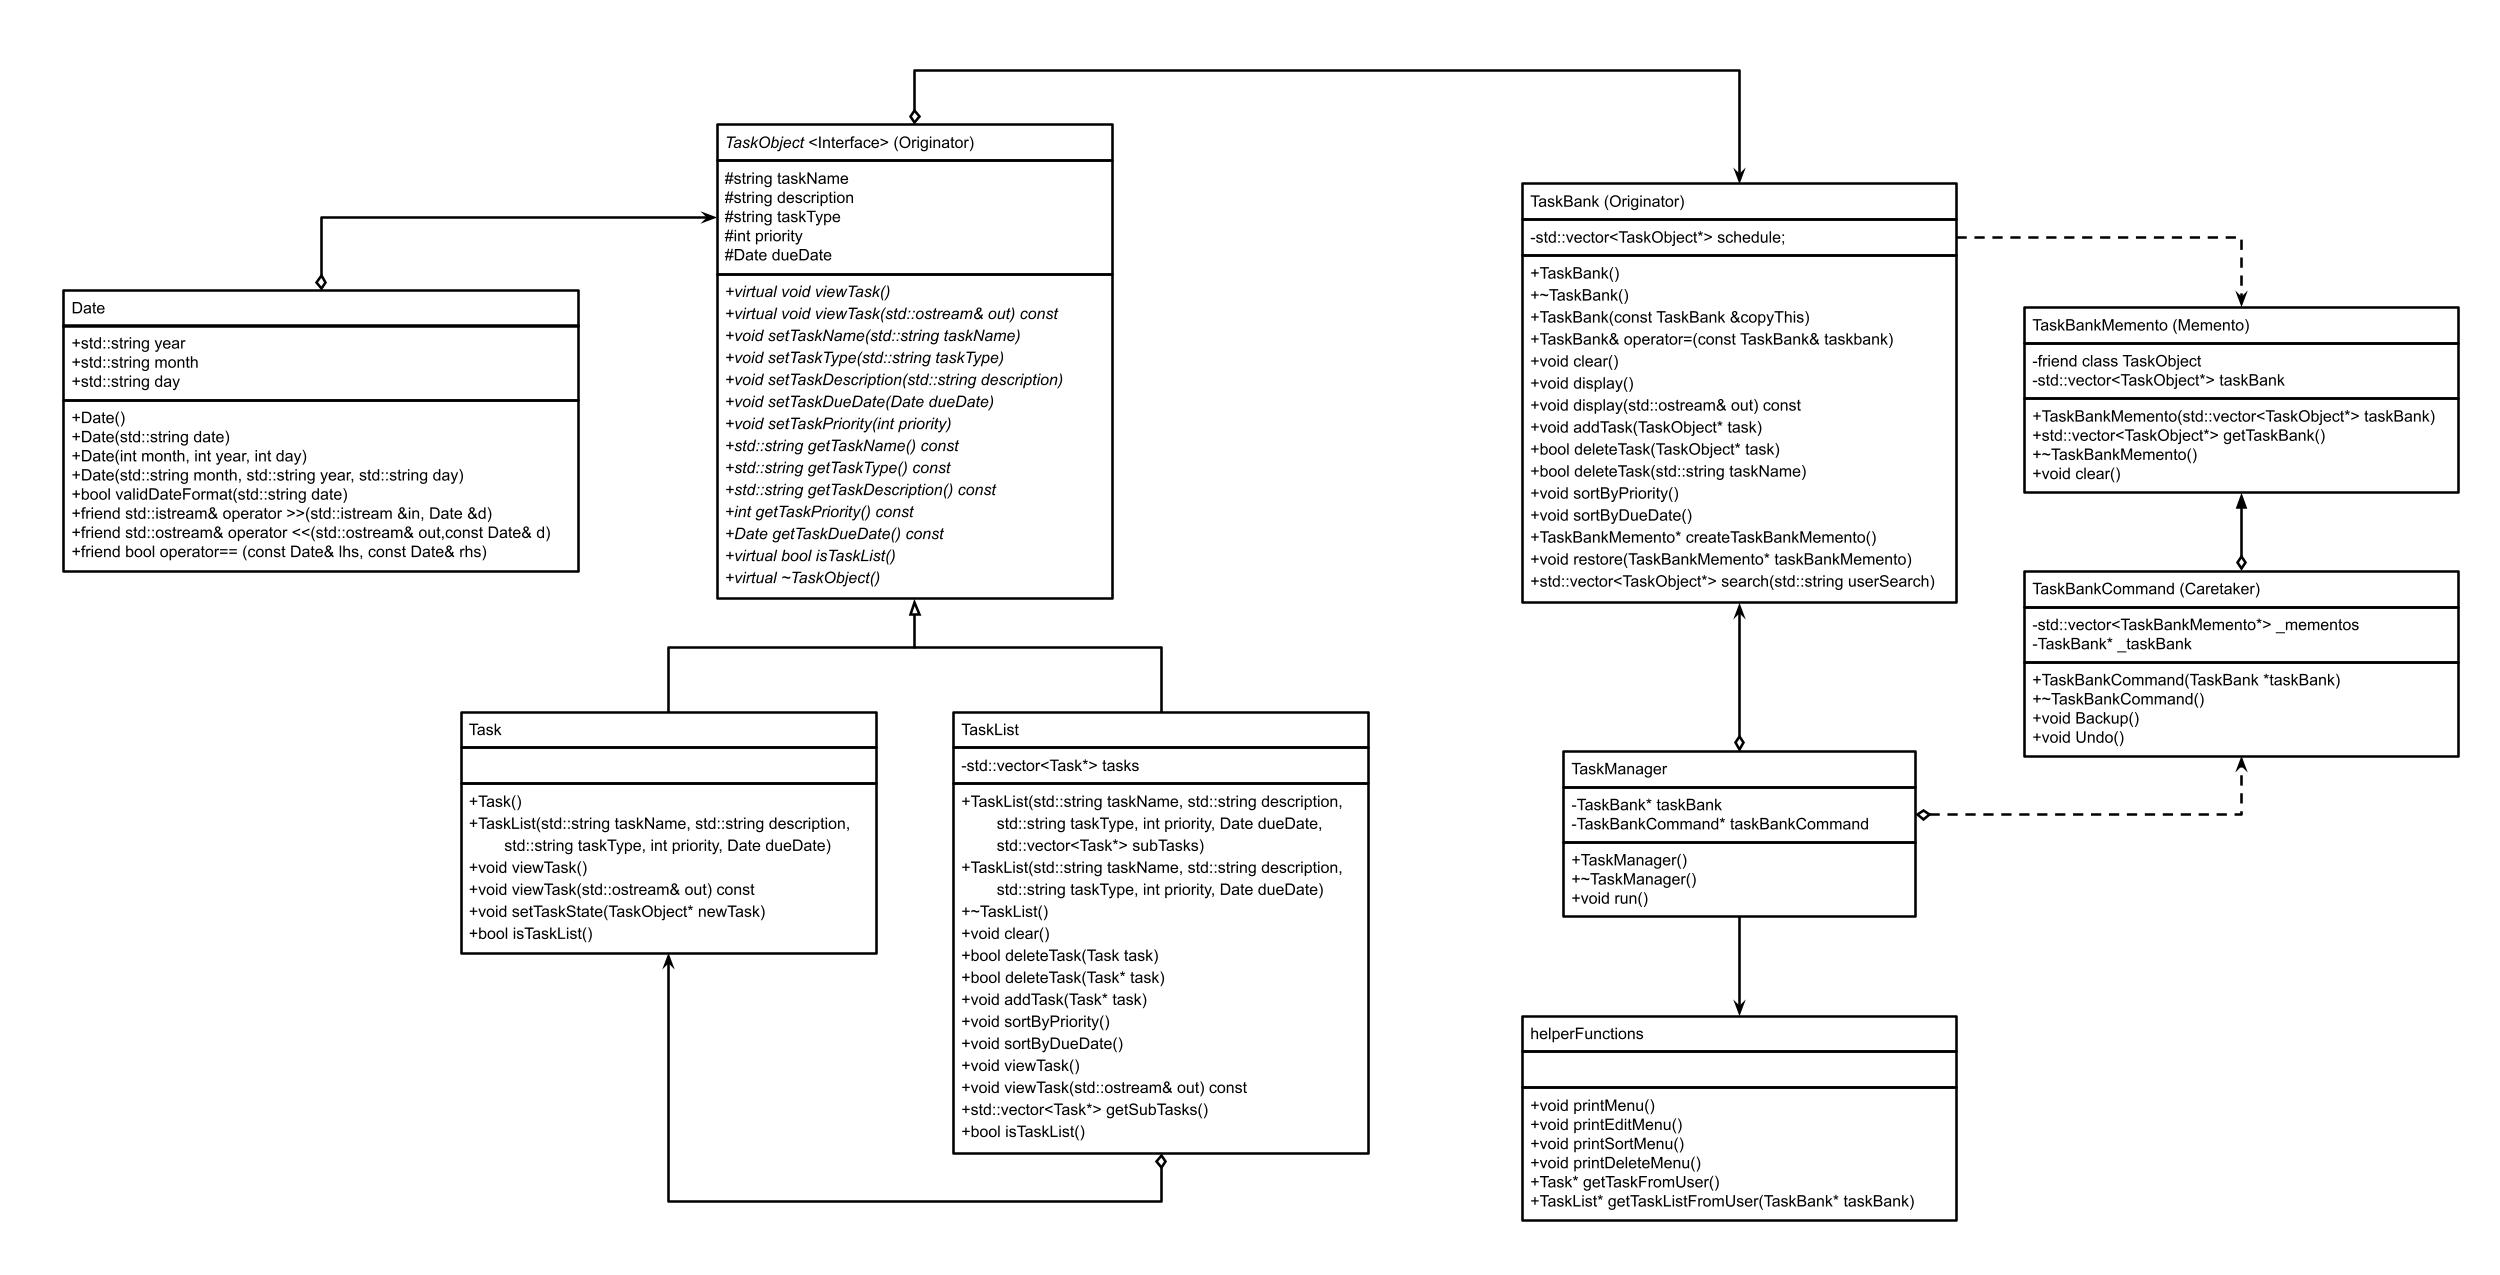 TaskObject <Interface> (Originator)
#string taskName
#string description
#string taskType
#int priority
#Date dueDate
+virtual void viewTask()
+virtual void viewTask(std::ostream& out) const
+void setTaskName(std::string taskName)
+void setTaskType(std::string taskType)
+void setTaskDescription(std::string description)
+void setTaskDueDate(Date dueDate)
+void setTaskPriority(int priority)
+std::string getTaskName() const
+std::string getTaskType() const
+std::string getTaskDescription() const
+int getTaskPriority() const
+Date getTaskDueDate() const
+virtual bool isTaskList()
+virtual ~TaskObject()
Date
+std::string year
+std::string month
+std::string day
+Date()
+Date(std::string date)
+Date(int month, int year, int day)
+Date(std::string month, std::string year, std::string day)
+bool validDateFormat(std::string date)
+friend std::istream& operator >>(std::istream &in, Date &d)
+friend std::ostream& operator <<(std::ostream& out,const Date& d)
+friend bool operator== (const Date& lhs, const Date& rhs)
Task
+Task()
+TaskList(std::string taskName, std::string description,
std::string taskType, int priority, Date dueDate)
+void viewTask()
+void viewTask(std::ostream& out) const
+void setTaskState(TaskObject* newTask)
+bool isTaskList()
TaskList
-std::vector<Task*> tasks
+TaskList(std::string taskName, std::string description,
std::string taskType, int priority, Date dueDate,
std::vector<Task*> subTasks)
+TaskList(std::string taskName, std::string description,
std::string taskType, int priority, Date dueDate)
+~TaskList()
+void clear()
+bool deleteTask(Task task)
+bool deleteTask(Task* task)
+void addTask(Task* task)
+void sortByPriority()
+void sortByDueDate()
+void viewTask()
+void viewTask(std::ostream& out) const
+std::vector<Task*> getSubTasks()
+bool isTaskList()
TaskBank (Originator)
-std::vector<TaskObject*> schedule;
+TaskBank()
+~TaskBank()
+TaskBank(const TaskBank &copyThis)
+TaskBank& operator=(const TaskBank& taskbank)
+void clear()
+void display()
+void display(std::ostream& out) const
+void addTask(TaskObject* task)
+bool deleteTask(TaskObject* task)
+bool deleteTask(std::string taskName)
+void sortByPriority()
+void sortByDueDate()
+TaskBankMemento* createTaskBankMemento()
+void restore(TaskBankMemento* taskBankMemento)
+std::vector<TaskObject*> search(std::string userSearch)
TaskBankMemento (Memento)
-friend class TaskObject
-std::vector<TaskObject*> taskBank
+TaskBankMemento(std::vector<TaskObject*> taskBank)
+std::vector<TaskObject*> getTaskBank()
+~TaskBankMemento()
+void clear()
TaskBankCommand (Caretaker)
-std::vector<TaskBankMemento*> _mementos
-TaskBank* _taskBank
+TaskBankCommand(TaskBank *taskBank)
+~TaskBankCommand()
+void Backup()
+void Undo()
TaskManager
-TaskBank* taskBank
-TaskBankCommand* taskBankCommand
+TaskManager()
+~TaskManager()
+void run()
helperFunctions
+void printMenu()
+void printEditMenu()
+void printSortMenu()
+void printDeleteMenu()
+Task* getTaskFromUser()
+TaskList* getTaskListFromUser(TaskBank* taskBank)